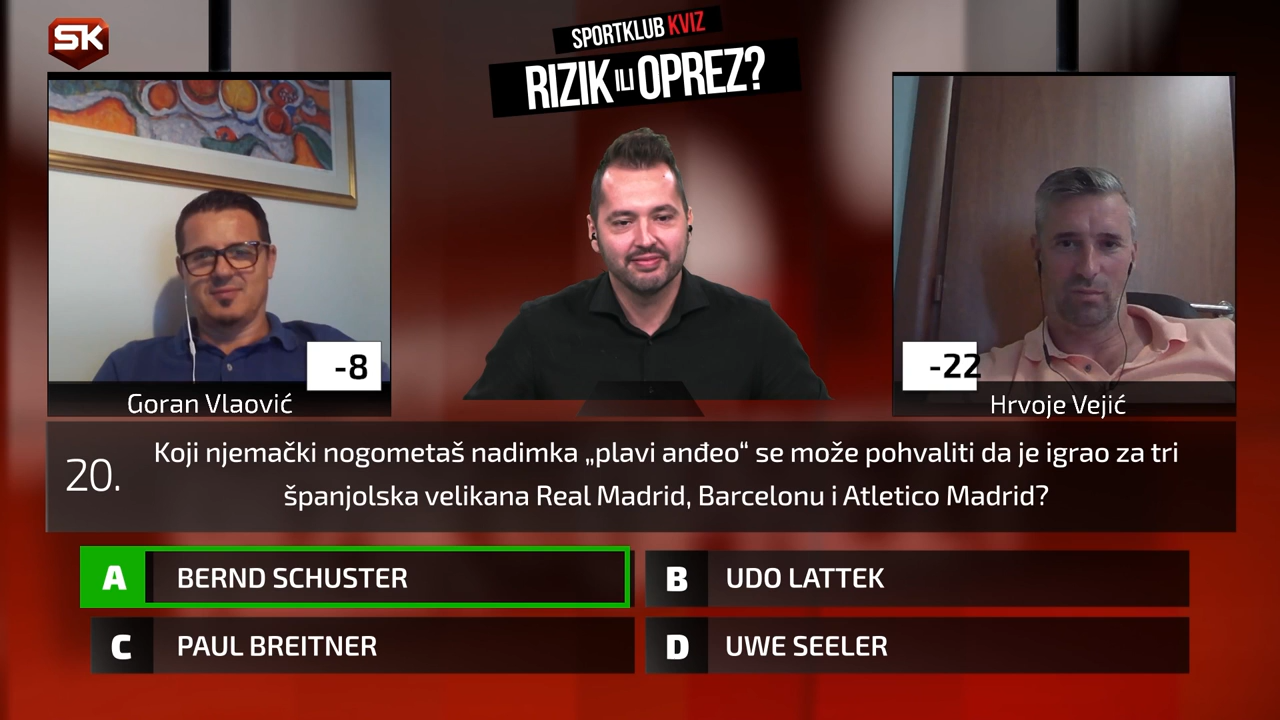 SK
SPORTKLUB KVIZ
RIZIK ILI OPREZ?
-8
-22
Goran Vlaović
Hrvoje Vejić
20.
Koji njemački nogometaš nadimka „plavi anđeo“ se može pohvaliti da je igrao za tri
španjolska velikana Real Madrid, Barcelonu i Atletico Madrid?
A BERND SCHUSTER
B UDO LATTEK
C PAUL BREITNER
D UWE SEELER